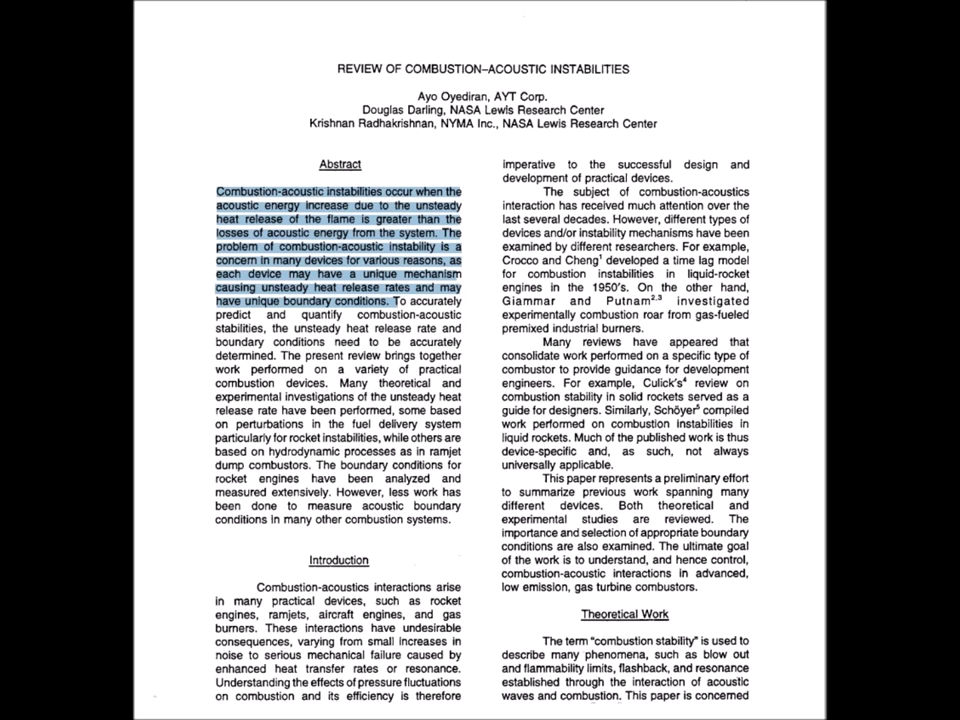 REVIEW OF COMBUSTION–ACOUSTIC INSTABILITIES
Ayo Oyediran, AYT Corp.
Douglas Darling, NASA Lewis Research Center
Krishnan Radhakrishnan, NYMA Inc., NASA Lewis Research Center
Abstract
Combustion-acoustic instabilities occur when the
acoustic energy increase due to the unsteady
heat release of the flame is greater than the
losses of acoustic energy from the system. The
problem of combustion-acoustic instability is a
concern in many devices for various reasons, as
each device may have a unique mechanism
causing unsteady heat release rates and may
have unique boundary conditions. To accurately
predict and quantify combustion-acoustic
stabilities, the unsteady heat release rate and
boundary conditions need to be accurately
determined. The present review brings together
work performed on a variety of practical
combustion devices. Many theoretical and
experimental investigations of the unsteady heat
release rate have been performed, some based
on perturbations in the fuel delivery system
particularly for rocket instabilities, while others are
based on hydrodynamic processes as in ramjet
dump combustors. The boundary conditions for
rocket engines have been analyzed and
measured extensively. However, less work has
been done to measure acoustic boundary
conditions in many other combustion systems.
Introduction
Combustion-acoustics interactions arise
in many practical devices, such as rocket
engines, ramjets, aircraft engines, and gas
burners. These interactions have undesirable
consequences, varying from small increases in
noise to serious mechanical failure caused by
enhanced heat transfer rates or resonance.
Understanding the effects of pressure fluctuations
on combustion and its efficiency is therefore
imperative to the successful design and
development of practical devices.
The subject of combustion-acoustics
interaction has received much attention over the
last several decades. However, different types of
devices and/or instability mechanisms have been
examined by different researchers. For example,
Crocco and Cheng¹ developed a time lag model
for combustion instabilities in liquid-rocket
engines in the 1950's. On the other hand,
Giammar and Putnam²,³ investigated
experimentally combustion roar from gas-fueled
premixed industrial burners.
Many reviews have appeared that
consolidate work performed on a specific type of
combustor to provide guidance for development
engineers. For example, Culick's⁴ review on
combustion stability in solid rockets served as a
guide for designers. Similarly, Schöyer⁵ compiled
work performed on combustion instabilities in
liquid rockets. Much of the published work is thus
device-specific and, as such, not always
universally applicable.
This paper represents a preliminary effort
to summarize previous work spanning many
different devices. Both theoretical and
experimental studies are reviewed. The
importance and selection of appropriate boundary
conditions are also examined. The ultimate goal
of the work is to understand, and hence control,
combustion-acoustic interactions in advanced,
low emission, gas turbine combustors.
Theoretical Work
The term "combustion stability" is used to
describe many phenomena, such as blow out
and flammability limits, flashback, and resonance
established through the interaction of acoustic
waves and combustion. This paper is concerned